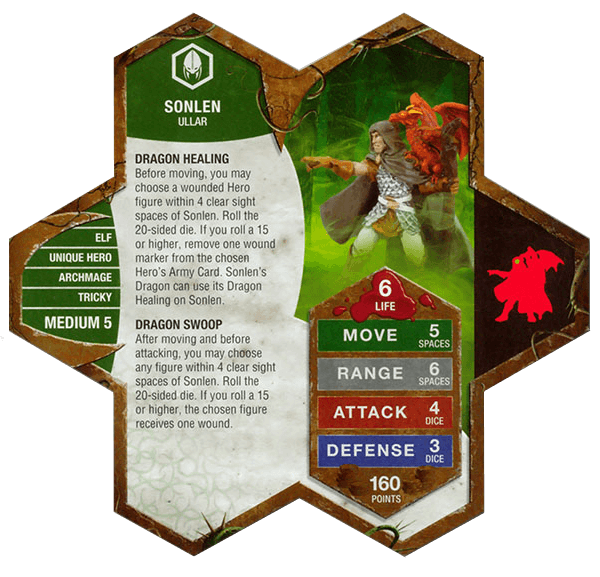 SONLEN
ULLAR
DRAGON HEALING
Before moving, you may
choose a wounded Hero
figure within 4 clear sight
spaces of Sonlen. Roll the
20-sided die. If you roll a 15
or higher, remove one wound
marker from the chosen
Hero's Army Card. Sonlen's
Dragon can use its Dragon
Healing on Sonlen.
DRAGON SWOOP
After moving and before
attacking, you may choose
any figure within 4 clear sight
spaces of Sonlen. Roll the
20-sided die. If you roll a 15
or higher, the chosen figure
receives one wound.
ELF
UNIQUE HERO
ARCHMAGE
TRICKY
MEDIUM 5
6
LIFE
MOVE 5
SPACES
RANGE 6
SPACES
ATTACK 4
DICE
DEFENSE 3
DICE
160
POINTS